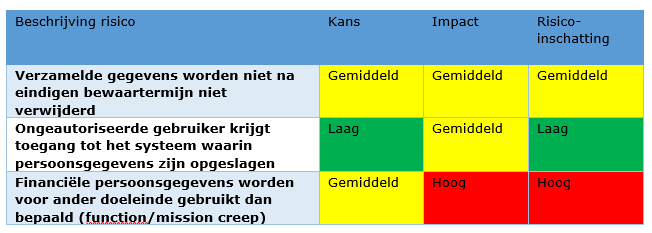 Beschrijving risico Kans Impact Risico-
inschatting
Verzamelde gegevens worden niet na Gemiddeld Gemiddeld Gemiddeld
eindigen bewaartermijn niet
verwijderd
Ongeautoriseerde gebruiker krijgt Laag Gemiddeld Laag
toegang tot het systeem waarin
persoonsgegevens zijn opgeslagen
Financiële persoonsgegevens worden Gemiddeld Hoog Hoog
voor ander doeleinde gebruikt dan
bepaald (function/mission creep)